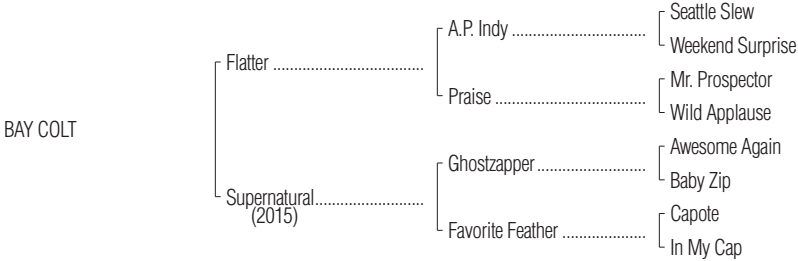 Seattle Slew
A.P. Indy ....................................
Weekend Surprise
Flatter ........................................
Mr. Prospector
Praise ........................................
Wild Applause
BAY COLT
Awesome Again
Ghostzapper .............................
Baby Zip
Supernatural.............................
(2015)
Capote
Favorite Feather ......................
In My Cap